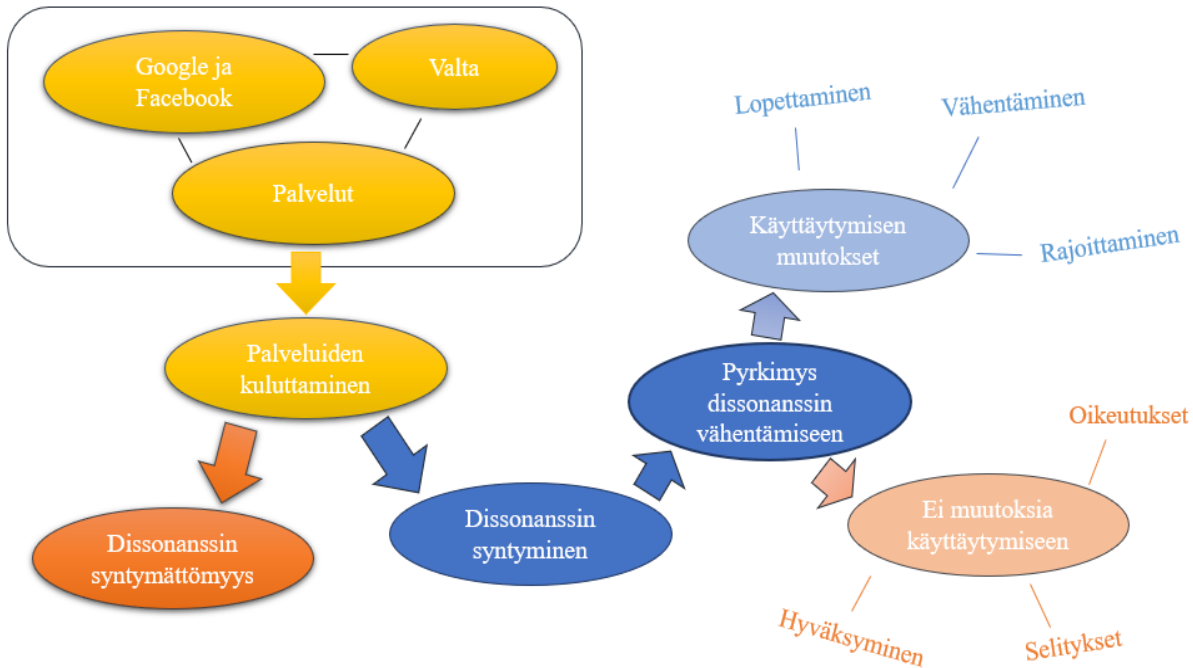 Google ja
Facebook
Valta
Palvelut
Palveluiden
kuluttaminen
Dissonanssin
syntymättömyys
Dissonanssin
syntyminen
Pyrkimys
dissonanssin
vähentämiseen
Käyttäytymisen
muutokset
Lopettaminen
Vähentäminen
Rajoittaminen
Ei muutoksia
käyttäytymiseen
Oikeutukset
Hyväksyminen
Selitykset